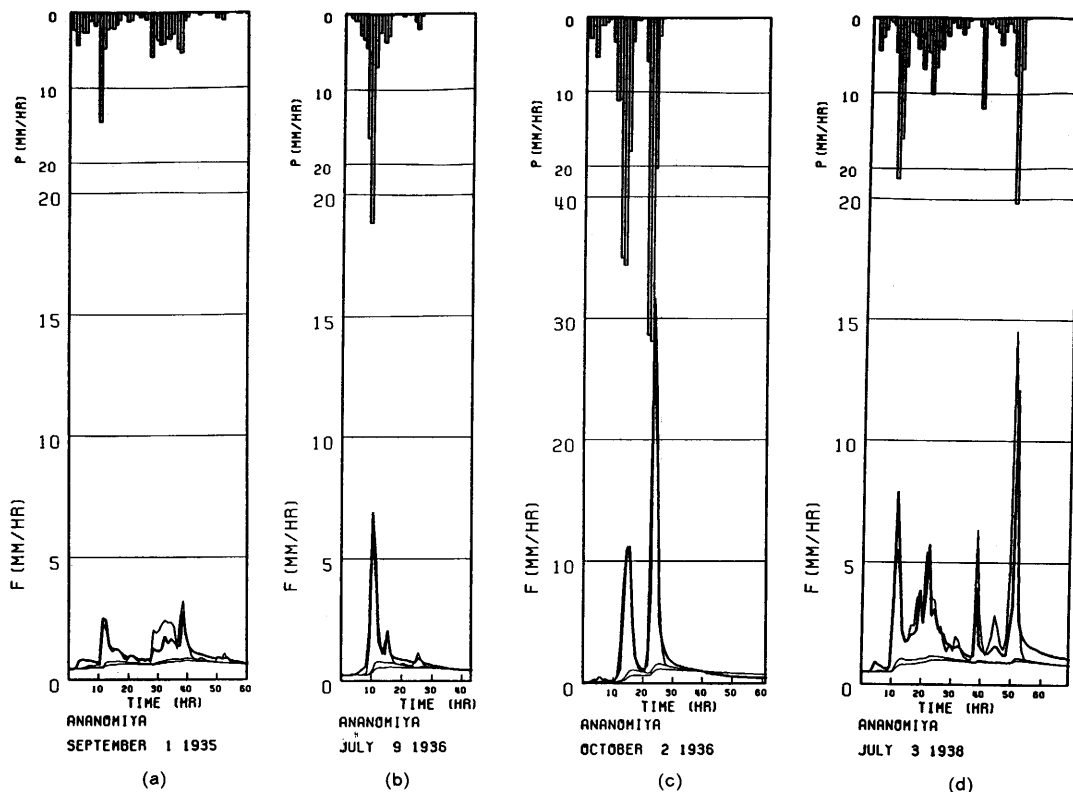 0
10
20
P (MM/HR)
20
15
10
5
0
F (MM/HR)
10 20 30 40 50 60
TIME (HR)
ANANOMIYA
SEPTEMBER 1 1935
(a)
0
10
20
P (MM/HR)
20
15
10
5
0
F (MM/HR)
10 20 30 40
TIME (HR)
ANANOMIYA
JULY 9 1936
(b)
0
10
20
P (MM/HR)
40
30
20
10
0
F (MM/HR)
10 20 30 40 50 60
TIME (HR)
ANANOMIYA
OCTOBER 2 1936
(c)
0
10
20
P (MM/HR)
20
15
10
5
0
F (MM/HR)
10 20 30 40 50 60
TIME (HR)
ANANOMIYA
JULY 3 1938
(d)